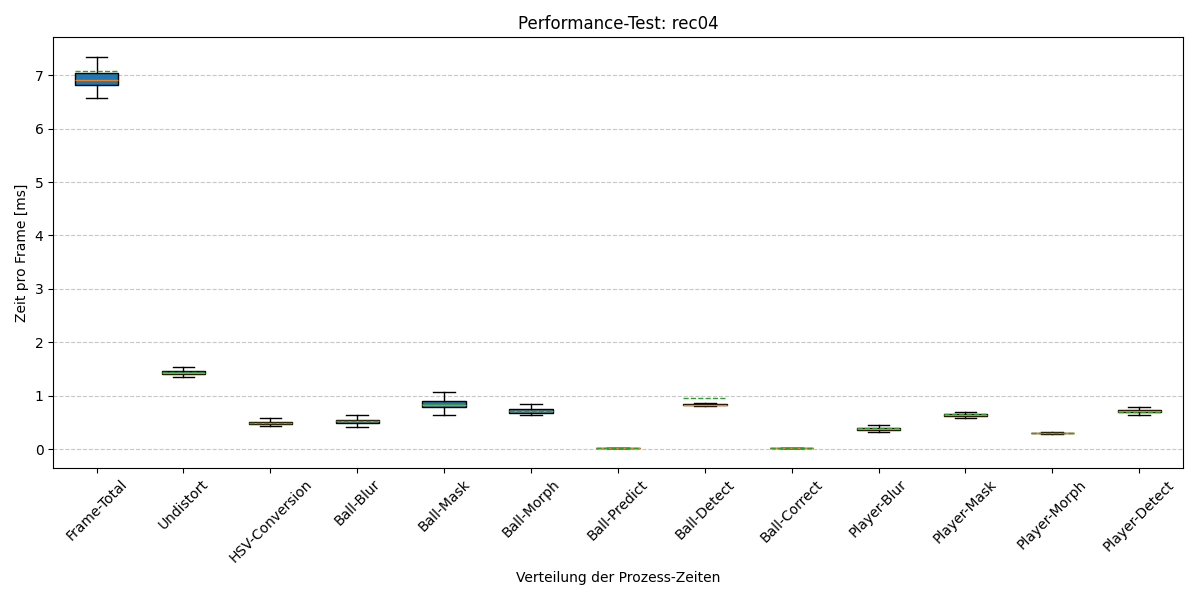 Performance-Test: rec04
Zeit pro Frame [ms]
7
6
5
4
3
2
1
0
Frame-Total
Undistort
HSV-Conversion
Ball-Blur
Ball-Mask
Ball-Morph
Ball-Predict
Ball-Detect
Ball-Correct
Player-Blur
Player-Mask
Player-Morph
Player-Detect
Verteilung der Prozess-Zeiten